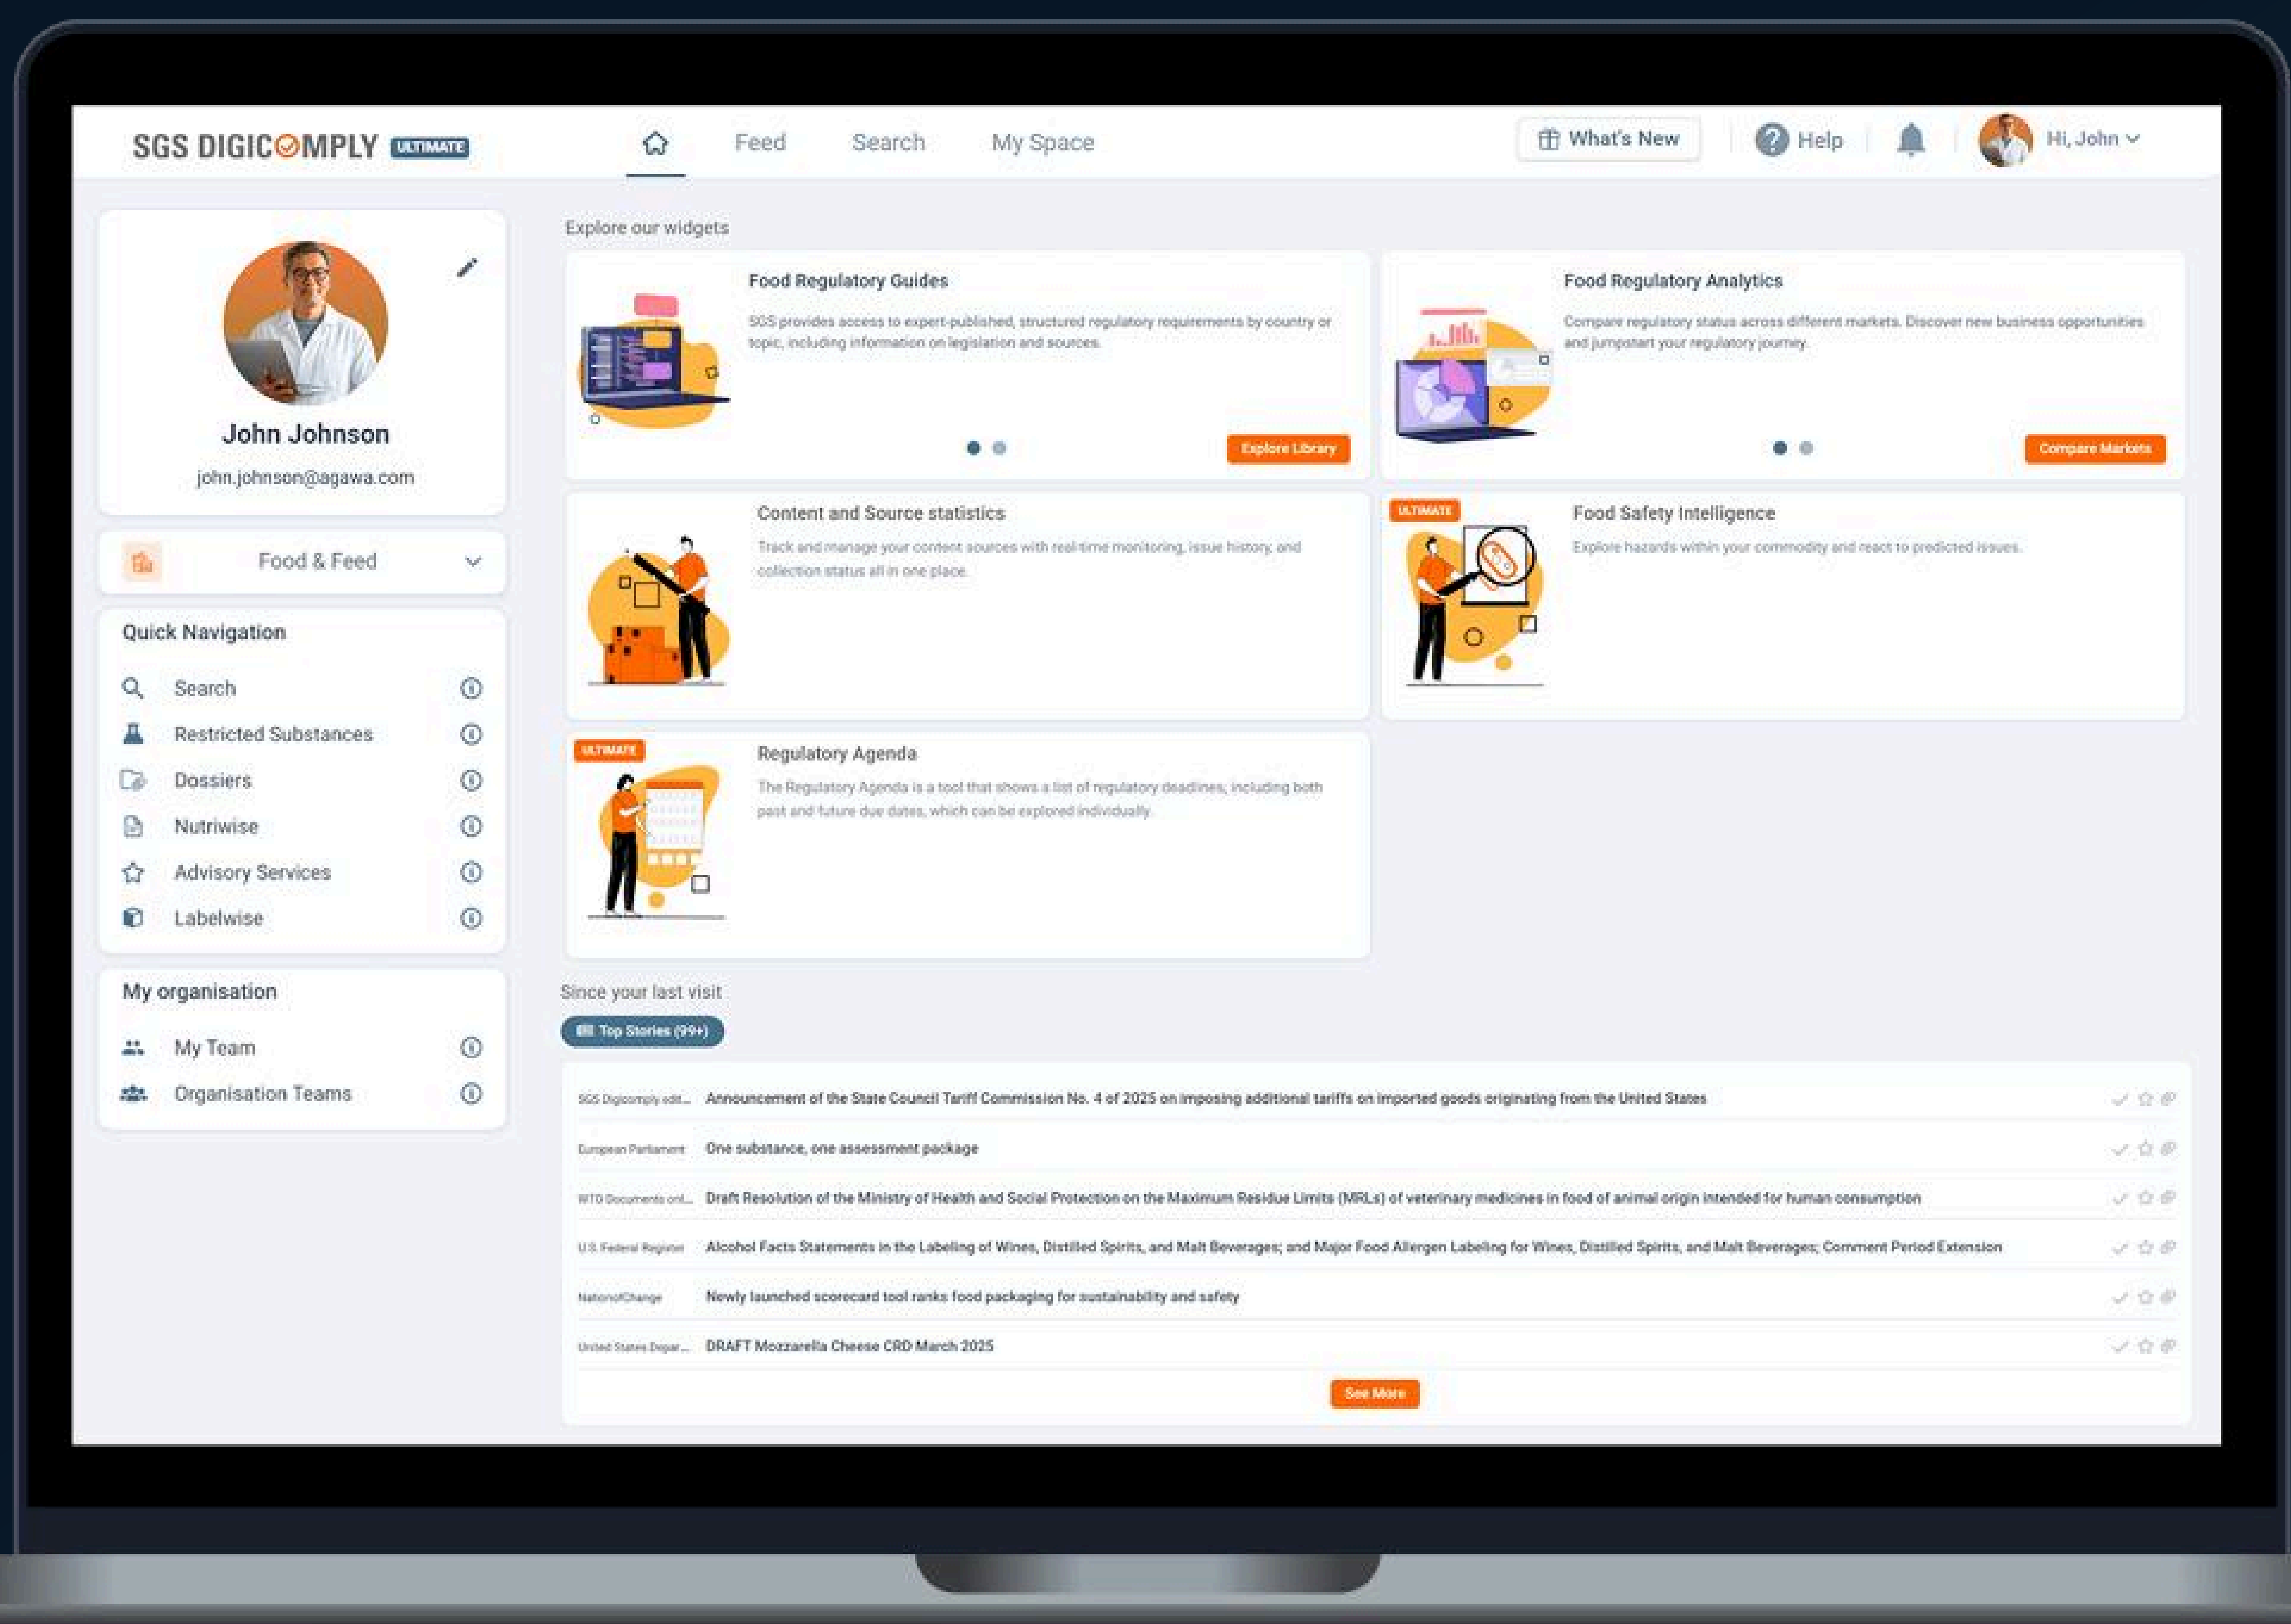 SGS DIGICOMPLY ULTIMATE
Feed
Search
My Space
What's New
Help
Hi, John
John Johnson
john.johnson@agawa.com
Food & Feed
Quick Navigation
Search
Restricted Substances
Dossiers
Nutriwise
Advisory Services
Labelwise
My organisation
My Team
Organisation Teams
Explore our widgets
Food Regulatory Guides
SGS provides access to expert-published, structured regulatory requirements by country or
topic, including information on legislation and sources.
Explore Library
Food Regulatory Analytics
Compare regulatory status across different markets. Discover new business opportunities
and jumpstart your regulatory journey.
Compare Markets
Content and Source statistics
Track and manage your content sources with real-time monitoring, issue history, and
collection status all in one place.
ULTIMATE
Food Safety Intelligence
Explore hazards within your commodity and react to predicted issues.
ULTIMATE
Regulatory Agenda
The Regulatory Agenda is a tool that shows a list of regulatory deadlines, including both
past and future due dates, which can be explored individually.
Since your last visit
Top Stories (99+)
SGS Digicomply edit... Announcement of the State Council Tariff Commission No. 4 of 2025 on imposing additional tariffs on imported goods originating from the United States
European Parliament One substance, one assessment package
WTO Documents onl... Draft Resolution of the Ministry of Health and Social Protection on the Maximum Residue Limits (MRLs) of veterinary medicines in food of animal origin intended for human consumption
U.S. Federal Register Alcohol Facts Statements in the Labeling of Wines, Distilled Spirits, and Malt Beverages; and Major Food Allergen Labeling for Wines, Distilled Spirits, and Malt Beverages; Comment Period Extension
NationofChange Newly launched scorecard tool ranks food packaging for sustainability and safety
United States Depar... DRAFT Mozzarella Cheese CRD March 2025
See More